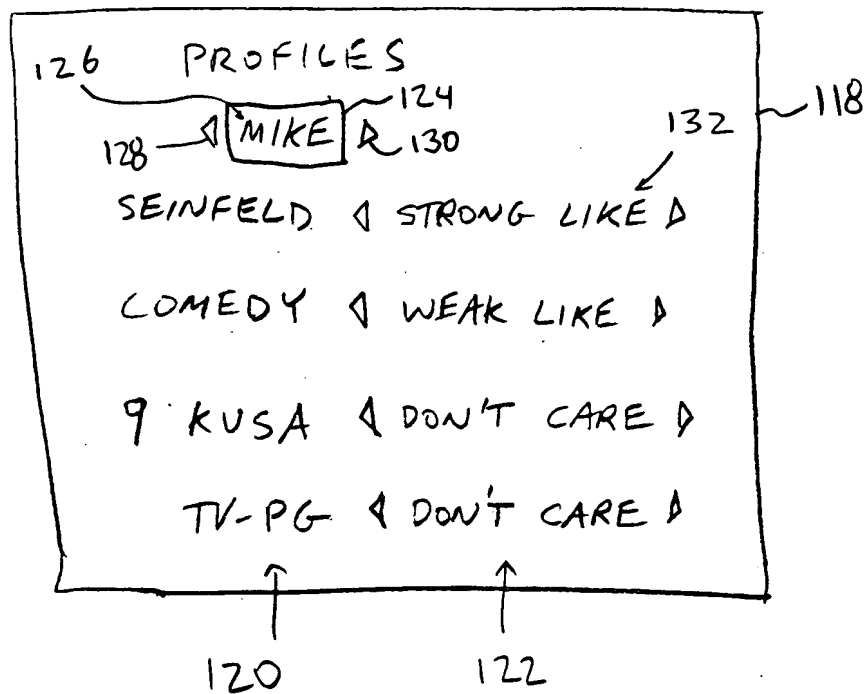 PROFILES
126
124
118
128 MIKE 130
132
SEINFELD STRONG LIKE
COMEDY WEAK LIKE
9 KUSA DON'T CARE
TV-PG DON'T CARE
120 122